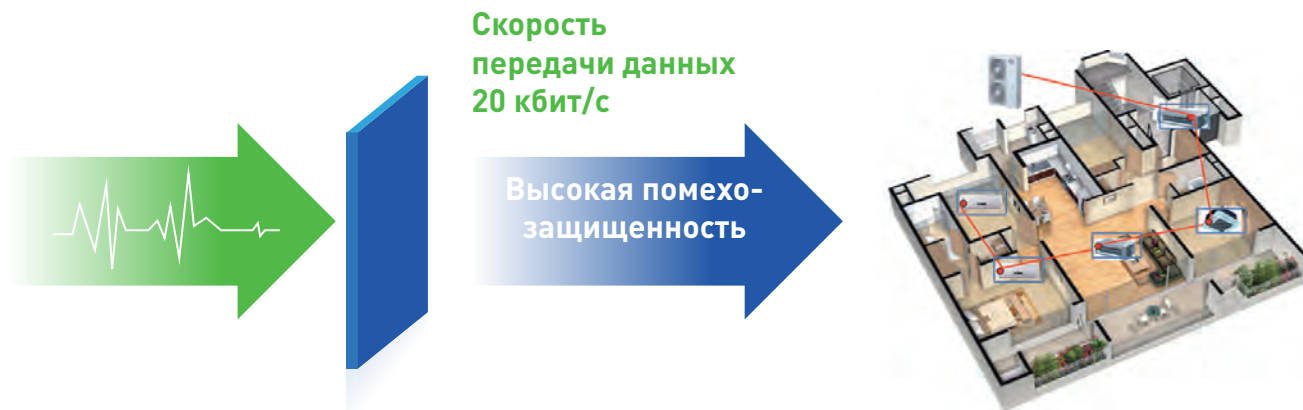 Скорость
передачи данных
20 кбит/с
Высокая помехо-
защищенность